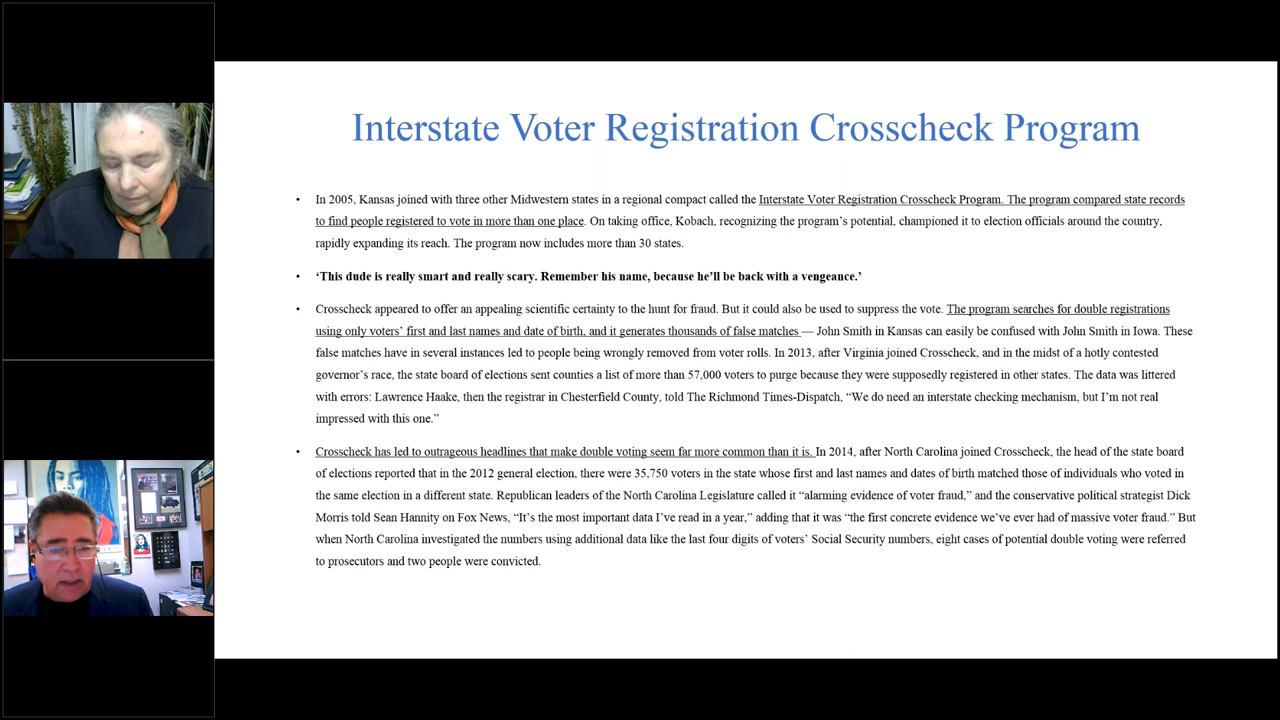 Interstate Voter Registration Crosscheck Program
• In 2005, Kansas joined with three other Midwestern states in a regional compact called the Interstate Voter Registration Crosscheck Program. The program compared state records
to find people registered to vote in more than one place. On taking office, Kobach, recognizing the program’s potential, championed it to election officials around the country,
rapidly expanding its reach. The program now includes more than 30 states.
• ‘This dude is really smart and really scary. Remember his name, because he’ll be back with a vengeance.’
• Crosscheck appeared to offer an appealing scientific certainty to the hunt for fraud. But it could also be used to suppress the vote. The program searches for double registrations
using only voters’ first and last names and date of birth, and it generates thousands of false matches — John Smith in Kansas can easily be confused with John Smith in Iowa. These
false matches have in several instances led to people being wrongly removed from voter rolls. In 2013, after Virginia joined Crosscheck, and in the midst of a hotly contested
governor’s race, the state board of elections sent counties a list of more than 57,000 voters to purge because they were supposedly registered in other states. The data was littered
with errors: Lawrence Haake, then the registrar in Chesterfield County, told The Richmond Times-Dispatch, “We do need an interstate checking mechanism, but I’m not real
impressed with this one.”
• Crosscheck has led to outrageous headlines that make double voting seem far more common than it is. In 2014, after North Carolina joined Crosscheck, the head of the state board
of elections reported that in the 2012 general election, there were 35,750 voters in the state whose first and last names and dates of birth matched those of individuals who voted in
the same election in a different state. Republican leaders of the North Carolina Legislature called it “alarming evidence of voter fraud,” and the conservative political strategist Dick
Morris told Sean Hannity on Fox News, “It’s the most important data I’ve read in a year,” adding that it was “the first concrete evidence we’ve ever had of massive voter fraud.” But
when North Carolina investigated the numbers using additional data like the last four digits of voters’ Social Security numbers, eight cases of potential double voting were referred
to prosecutors and two people were convicted.